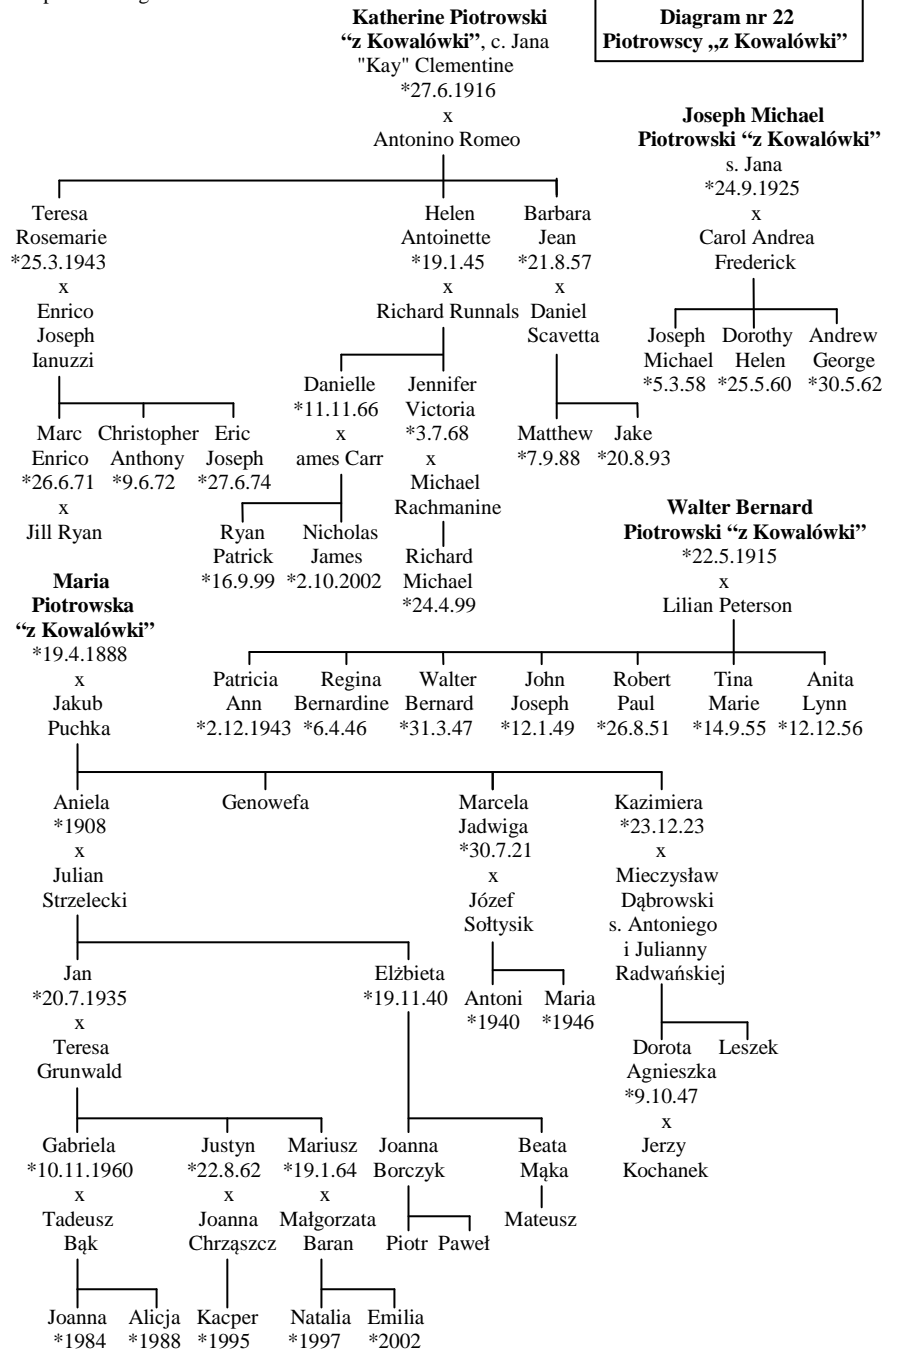 Diagram nr 22
Piotrowscy „z Kowalówki”
Katherine Piotrowski
“z Kowalówki”, c. Jana
"Kay" Clementine
*27.6.1916
x
Antonino Romeo
Teresa
Rosemarie
*25.3.1943
x
Enrico
Joseph
Ianuzzi
Helen
Antoinette
*19.1.45
x
Richard Runnals
Barbara
Jean
*21.8.57
x
Daniel
Scavetta
Marc
Enrico
*26.6.71
x
Jill Ryan
Christopher
Anthony
*9.6.72
Eric
Joseph
*27.6.74
Danielle
*11.11.66
x
ames Carr
Jennifer
Victoria
*3.7.68
x
Michael
Rachmanine
Ryan
Patrick
*16.9.99
Nicholas
James
*2.10.2002
Richard
Michael
*24.4.99
Matthew
*7.9.88
Jake
*20.8.93
Joseph Michael
Piotrowski “z Kowalówki”
s. Jana
*24.9.1925
x
Carol Andrea
Frederick
Joseph
Michael
*5.3.58
Dorothy
Helen
*25.5.60
Andrew
George
*30.5.62
Walter Bernard
Piotrowski “z Kowalówki”
*22.5.1915
x
Lilian Peterson
Patricia
Ann
*2.12.1943
Regina
Bernardine
*6.4.46
Walter
Bernard
*31.3.47
John
Joseph
*12.1.49
Robert
Paul
*26.8.51
Tina
Marie
*14.9.55
Anita
Lynn
*12.12.56
Maria
Piotrowska
“z Kowalówki”
*19.4.1888
x
Jakub
Puchka
Aniela
*1908
x
Julian
Strzelecki
Genowefa
Marcela
Jadwiga
*30.7.21
x
Józef
Sołtysik
Kazimiera
*23.12.23
x
Mieczysław
Dąbrowski
s. Antoniego
i Julianny
Radwańskiej
Jan
*20.7.1935
x
Teresa
Grunwald
Elżbieta
*19.11.40
Antoni
*1940
Maria
*1946
Dorota
Agnieszka
*9.10.47
x
Jerzy
Kochanek
Leszek
Gabriela
*10.11.1960
x
Tadeusz
Bąk
Justyn
*22.8.62
x
Joanna
Chrząszcz
Mariusz
*19.1.64
x
Małgorzata
Baran
Joanna
Borczyk
Beata
Mąka
Piotr
Paweł
Mateusz
Joanna
*1984
Alicja
*1988
Kacper
*1995
Natalia
*1997
Emilia
*2002